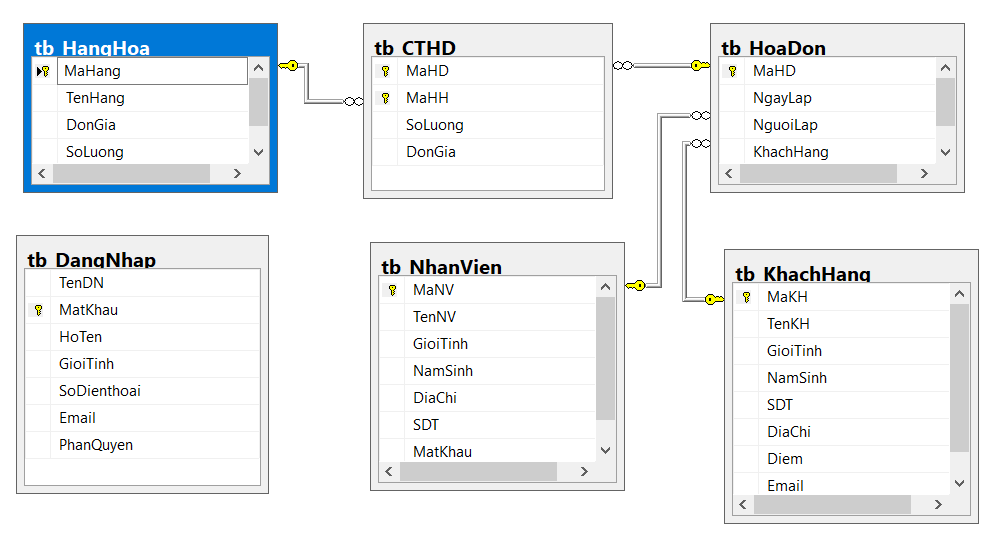 tb_HangHoa
MaHang
TenHang
DonGia
SoLuong
tb_CTHD
MaHD
MaHH
SoLuong
DonGia
tb_HoaDon
MaHD
NgayLap
NguoiLap
KhachHang
tb_DangNhap
TenDN
MatKhau
HoTen
GioiTinh
SoDienthoai
Email
PhanQuyen
tb_NhanVien
MaNV
TenNV
GioiTinh
NamSinh
DiaChi
SDT
MatKhau
tb_KhachHang
MaKH
TenKH
GioiTinh
NamSinh
SDT
DiaChi
Diem
Email